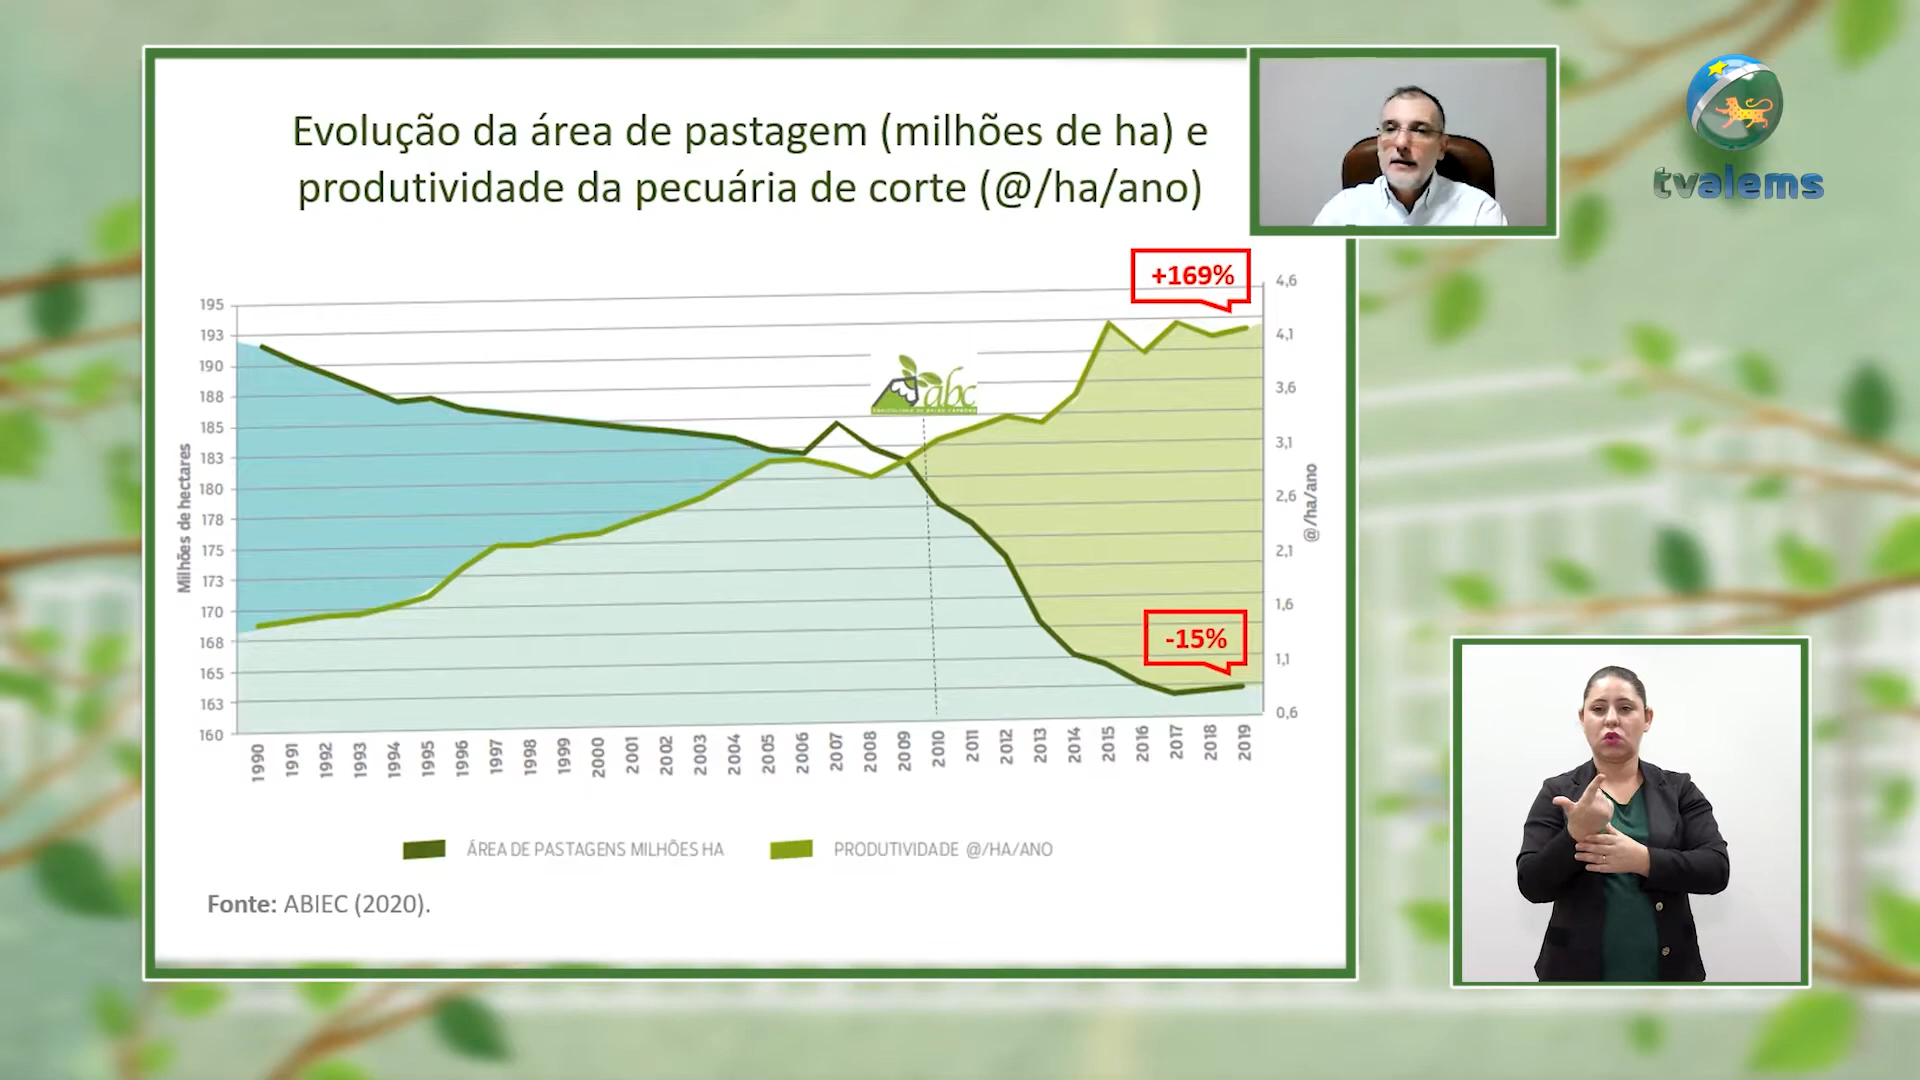 Evolução da área de pastagem (milhões de ha) e
produtividade da pecuária de corte (@/ha/ano)
tvalems
+169%
-15%
abc
Milhões de hectares
195
193
190
188
185
183
180
178
175
173
170
168
165
163
160
4,6
4,1
3,6
3,1
2,6
2,1
1,6
1,1
0,6
@/ha/ano
1990 1991 1992 1993 1994 1995 1996 1997 1998 1999 2000 2001 2002 2003 2004 2005 2006 2007 2008 2009 2010 2011 2012 2013 2014 2015 2016 2017 2018 2019
ÁREA DE PASTAGENS MILHÕES HA
PRODUTIVIDADE @/HA/ANO
Fonte: ABIEC (2020).